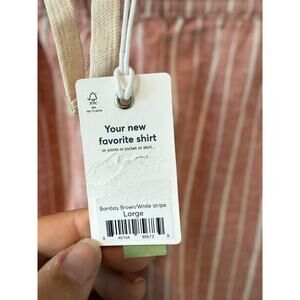 FSC
Your new
favorite shirt
or pants or jacket or skirt...
Bombay Brown/White Stripe
Large